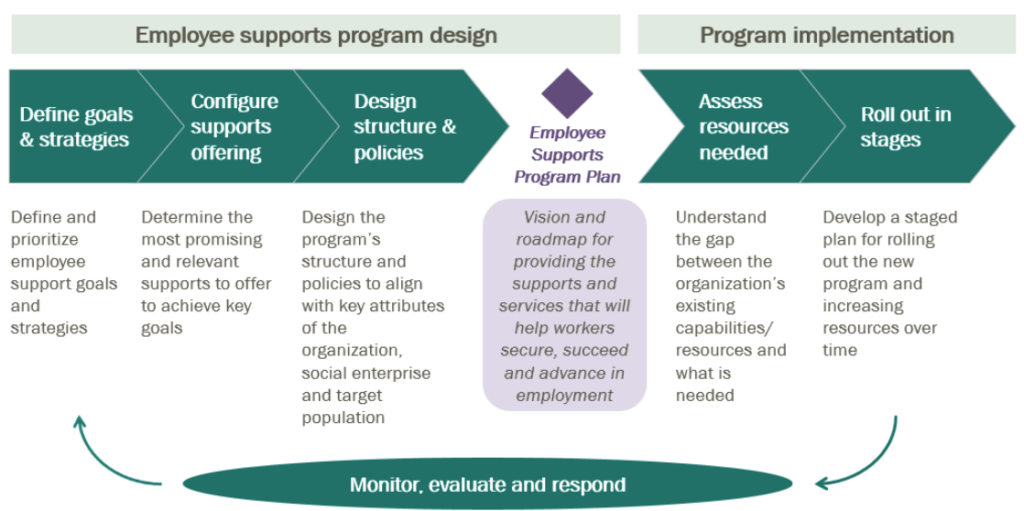 Employee supports program design
Program implementation
Define goals
& strategies
Configure
supports
offering
Design
structure &
policies
Employee
Supports
Program Plan
Assess
resources
needed
Roll out in
stages
Define and
prioritize
employee
support goals
and
strategies
Determine the
most promising
and relevant
supports to offer
to achieve key
goals
Design the
program’s
structure and
policies to align
with key attributes
of the
organization,
social enterprise
and target
population
Vision and
roadmap for
providing the
supports and
services that will
help workers
secure, succeed
and advance in
employment
Understand
the gap
between the
organization’s
existing
capabilities/
resources and
what is
needed
Develop a staged
plan for rolling
out the new
program and
increasing
resources over
time
Monitor, evaluate and respond